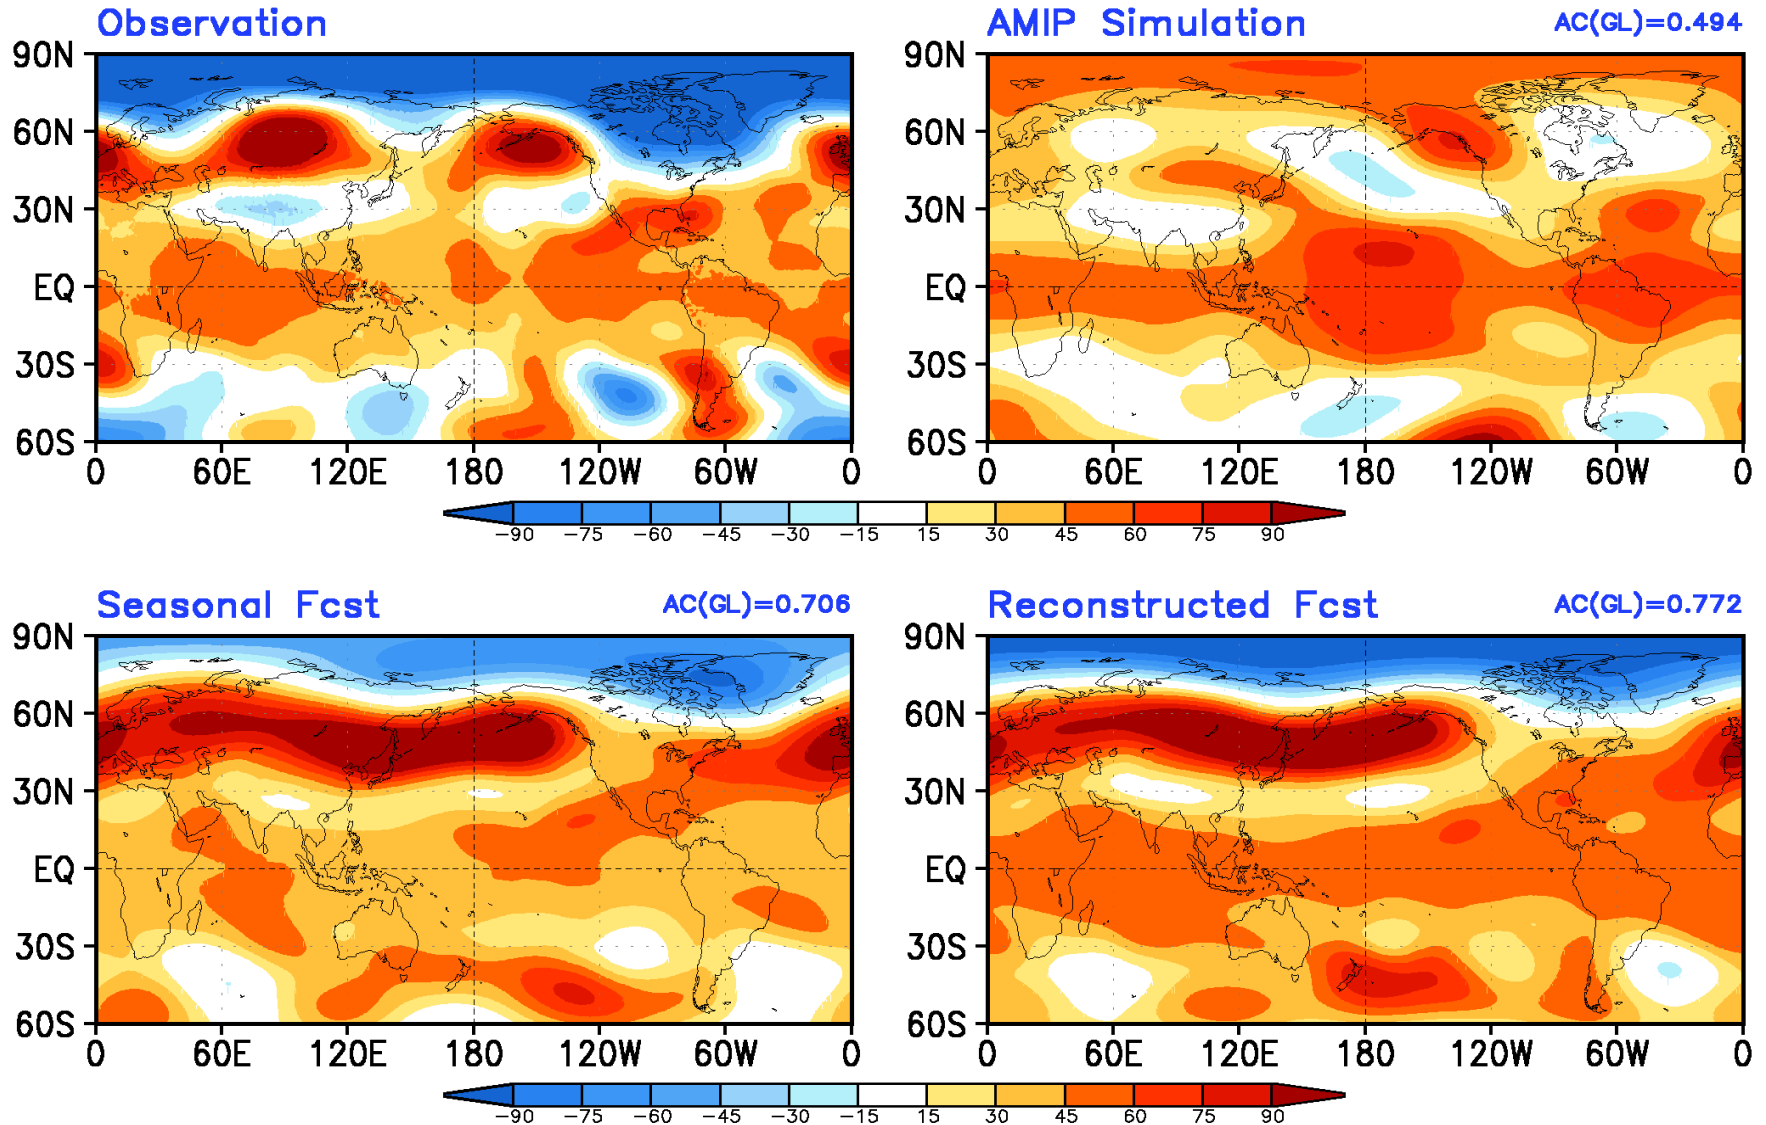 Observation
AMIP Simulation AC(GL)=0.494
90N
60N
30N
EQ
30S
60S
0 60E 120E 180 120W 60W 0
90N
60N
30N
EQ
30S
60S
0 60E 120E 180 120W 60W 0
−90 −75 −60 −45 −30 −15 15 30 45 60 75 90
Seasonal Fcst AC(GL)=0.706
Reconstructed Fcst AC(GL)=0.772
90N
60N
30N
EQ
30S
60S
0 60E 120E 180 120W 60W 0
90N
60N
30N
EQ
30S
60S
0 60E 120E 180 120W 60W 0
−90 −75 −60 −45 −30 −15 15 30 45 60 75 90